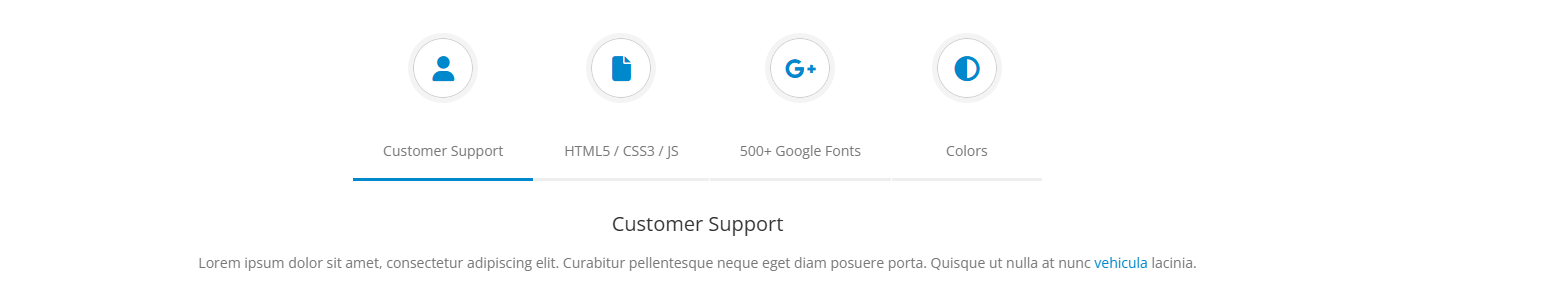 Customer Support
HTML5 / CSS3 / JS
500+ Google Fonts
Colors
Customer Support
Lorem ipsum dolor sit amet, consectetur adipiscing elit. Curabitur pellentesque neque eget diam posuere porta. Quisque ut nulla at nunc vehicula lacinia.